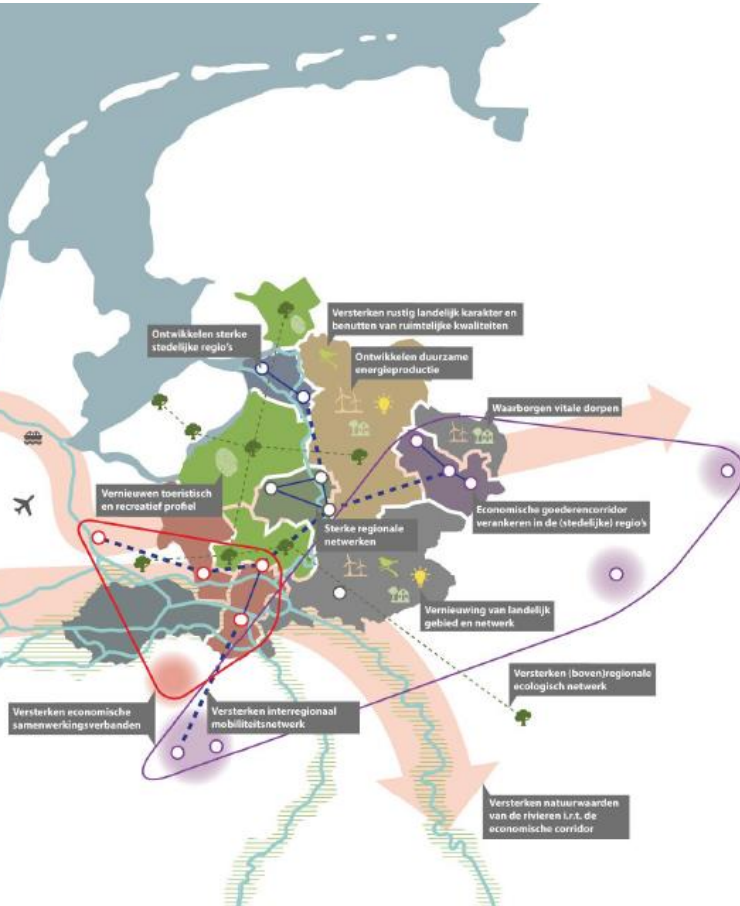 Versterken rustig landelijk karakter en
benutten van ruimtelijke kwaliteiten
Ontwikkelen sterke
stedelijke regio's
Ontwikkelen duurzame
energieproductie
Waarborgen vitale dorpen
Vernieuwen toeristisch
en recreatief profiel
Economische goederencorridor
verankeren in de (stedelijke) regio's
Sterke regionale
netwerken
Vernieuwing van landelijk
gebied en netwerk
Versterken (boven)regionale
ecologisch netwerk
Versterken economische
samenwerkingsverbanden
Versterken interregionaal
mobiliteitsnetwerk
Versterken natuurwaarden
van de rivieren i.r.t. de
economische corridor